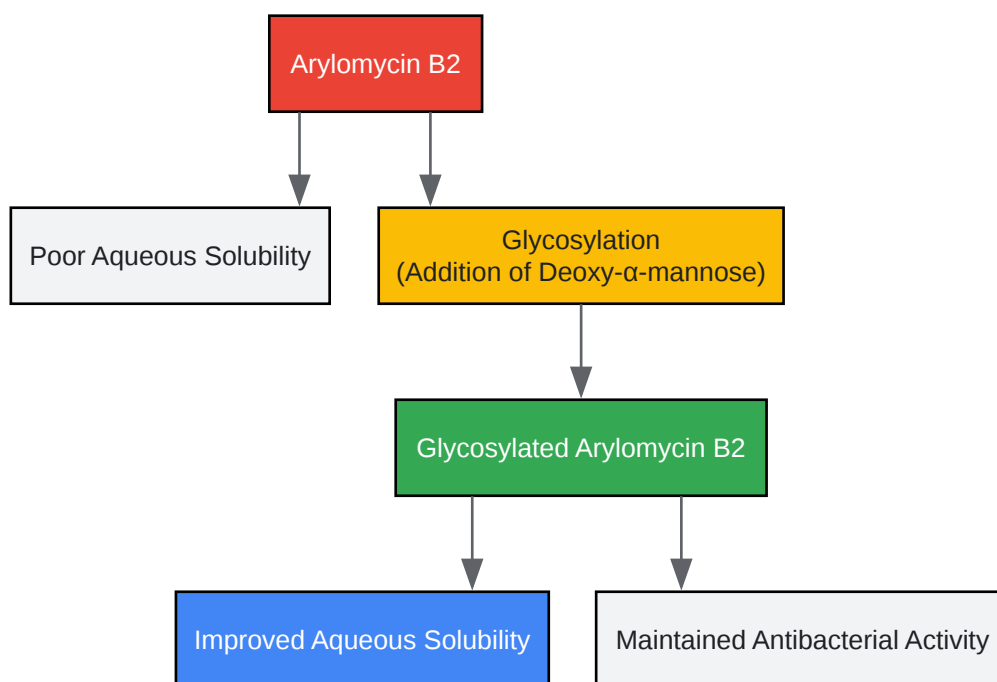 Arylomycin B2
Poor Aqueous Solubility
Glycosylation
(Addition of Deoxy-α-mannose)
Glycosylated Arylomycin B2
Improved Aqueous Solubility
Maintained Antibacterial Activity